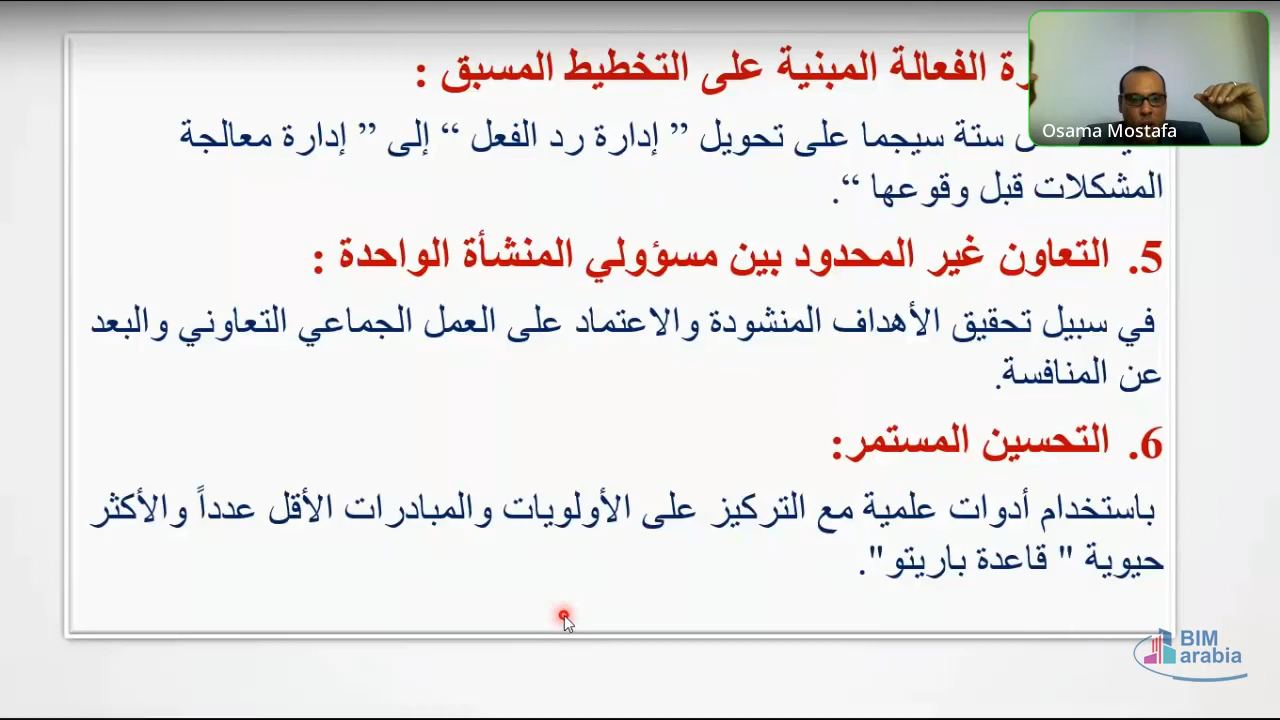 الفعالة المبنية على التخطيط المسبق :
ستة سيجما على تحويل ” إدارة رد الفعل “ إلى ” إدارة معالجة
المشكلات قبل وقوعها “.
5. التعاون غير المحدود بين مسؤولي المنشأة الواحدة :
في سبيل تحقيق الأهداف المنشودة والاعتماد على العمل الجماعي التعاوني والبعد
عن المنافسة.
6. التحسين المستمر:
باستخدام أدوات علمية مع التركيز على الأولويات والمبادرات الأقل عدداً والأكثر
حيوية " قاعدة باريتو".
Osama Mostafa
BIM
arabia